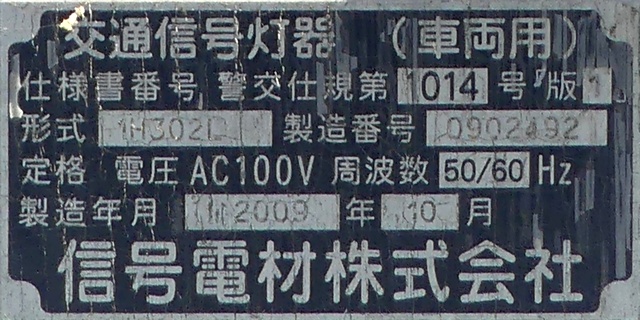 交通信号灯器 (車両用)
仕様書番号 警交仕規第 1014 号 版1
形式 1H302L 製造番号 0902492
定格 電圧 AC100V 周波数 50/60 Hz
製造年月 2009 年 10 月
信号電材株式会社